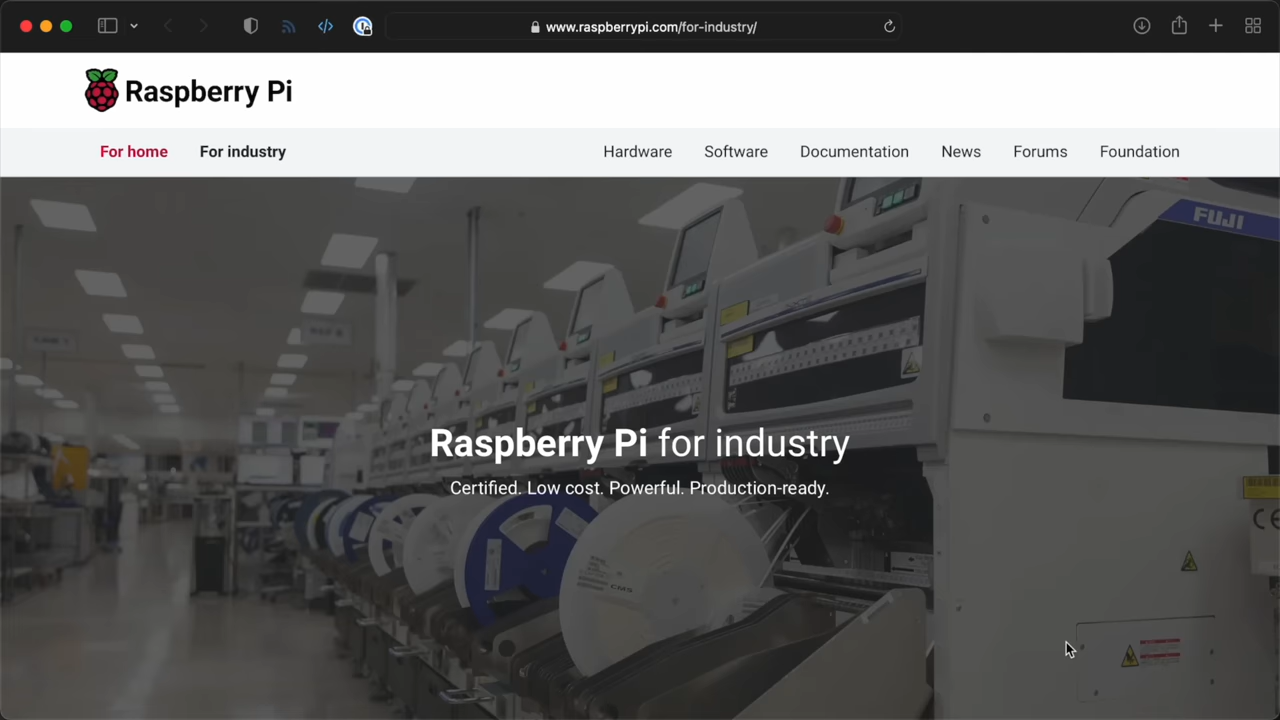 www.raspberrypi.com/for-industry/
Raspberry Pi
For home For industry Hardware Software Documentation News Forums Foundation
FUJI
Raspberry Pi for industry
Certified. Low cost. Powerful. Production-ready.
CE